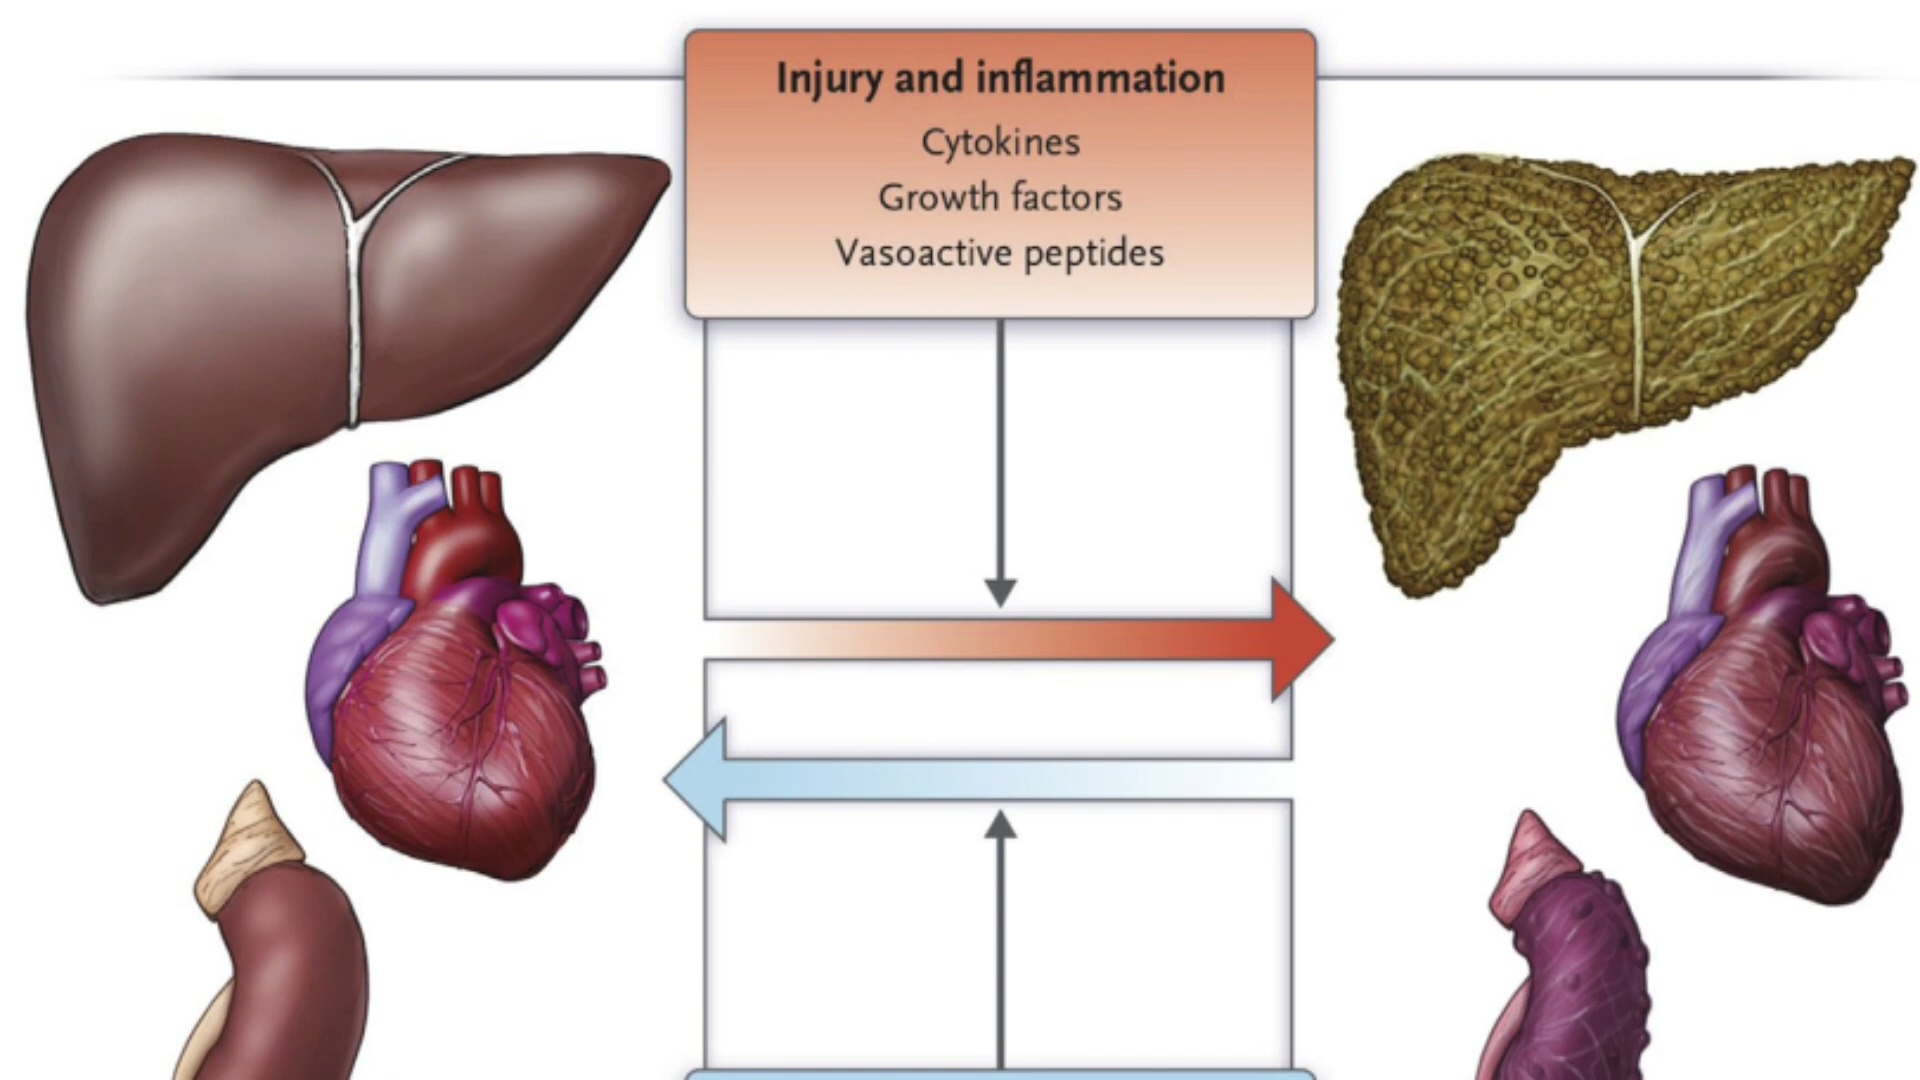 Injury and inflammation
Cytokines
Growth factors
Vasoactive peptides